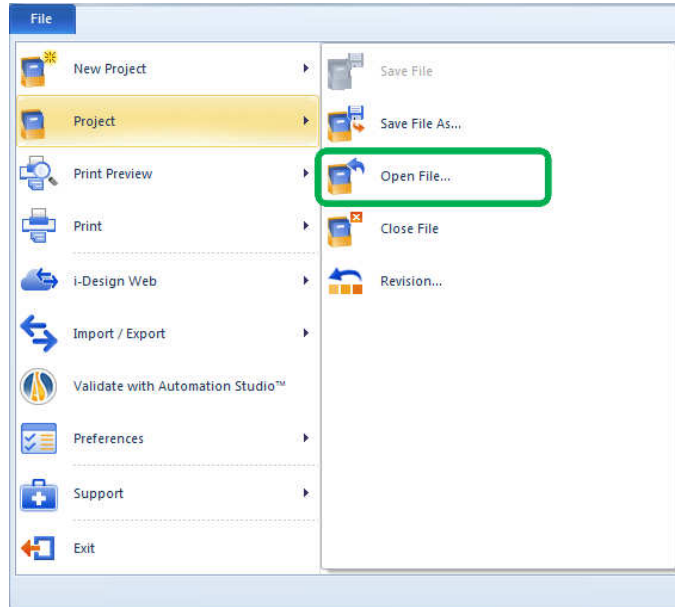 File
New Project
Project
Print Preview
Print
i-Design Web
Import / Export
Validate with Automation Studio™
Preferences
Support
Exit
Save File
Save File As...
Open File...
Close File
Revision...